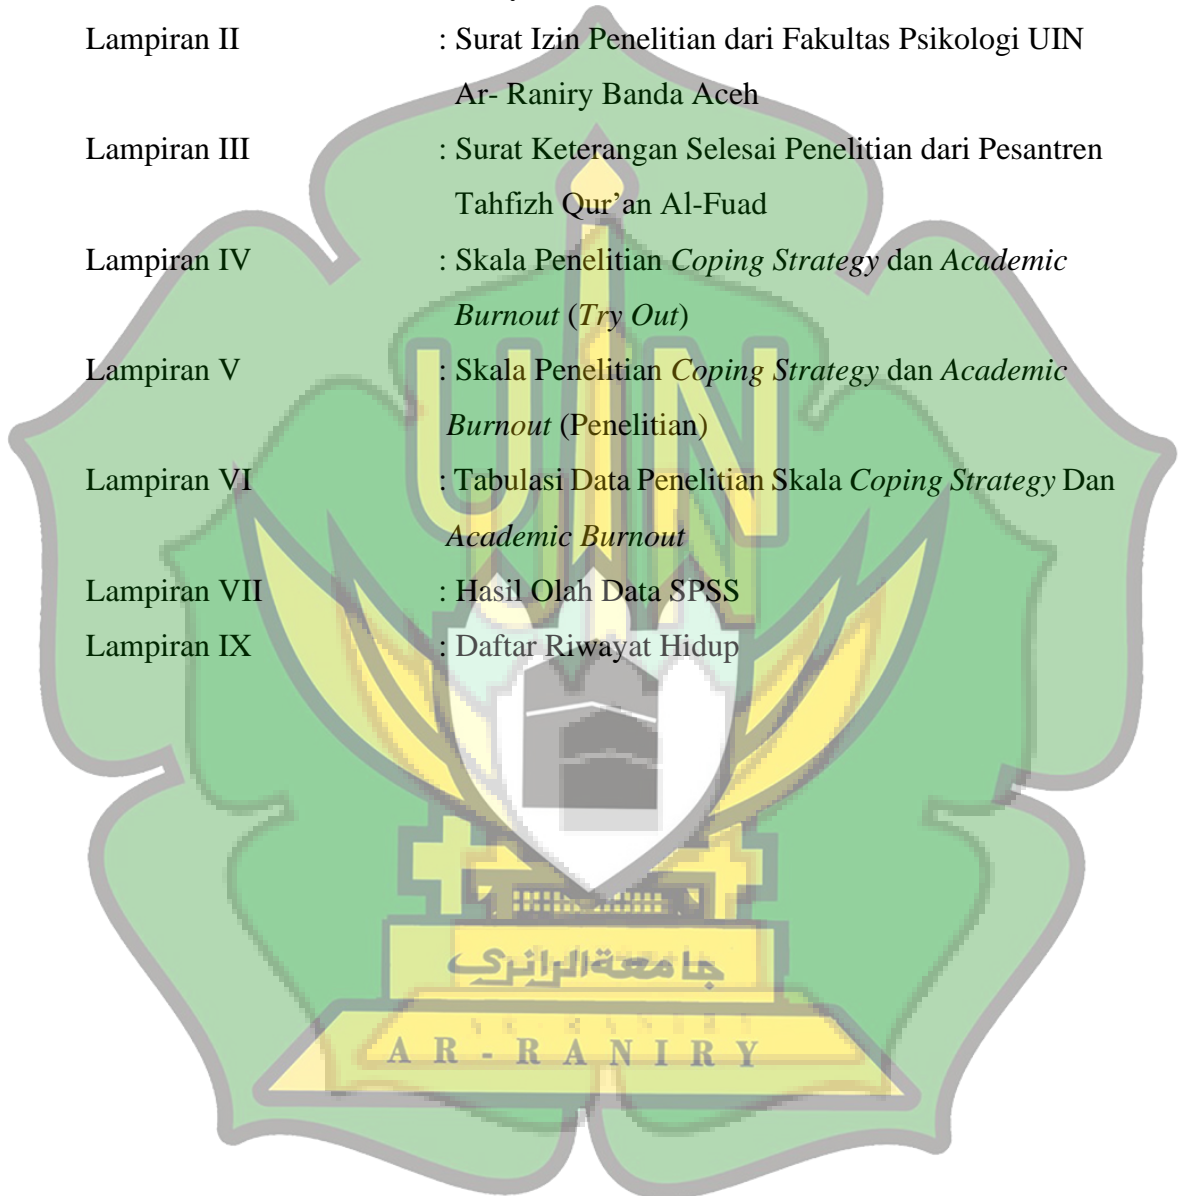 Lampiran II : Surat Izin Penelitian dari Fakultas Psikologi UIN
Ar- Raniry Banda Aceh
Lampiran III : Surat Keterangan Selesai Penelitian dari Pesantren
Tahfizh Qur’an Al-Fuad
Lampiran IV : Skala Penelitian Coping Strategy dan Academic
Burnout (Try Out)
Lampiran V : Skala Penelitian Coping Strategy dan Academic
Burnout (Penelitian)
Lampiran VI : Tabulasi Data Penelitian Skala Coping Strategy Dan
Academic Burnout
Lampiran VII : Hasil Olah Data SPSS
Lampiran IX : Daftar Riwayat Hidup
UIN
جامعة الرانري
AR-RANIRY